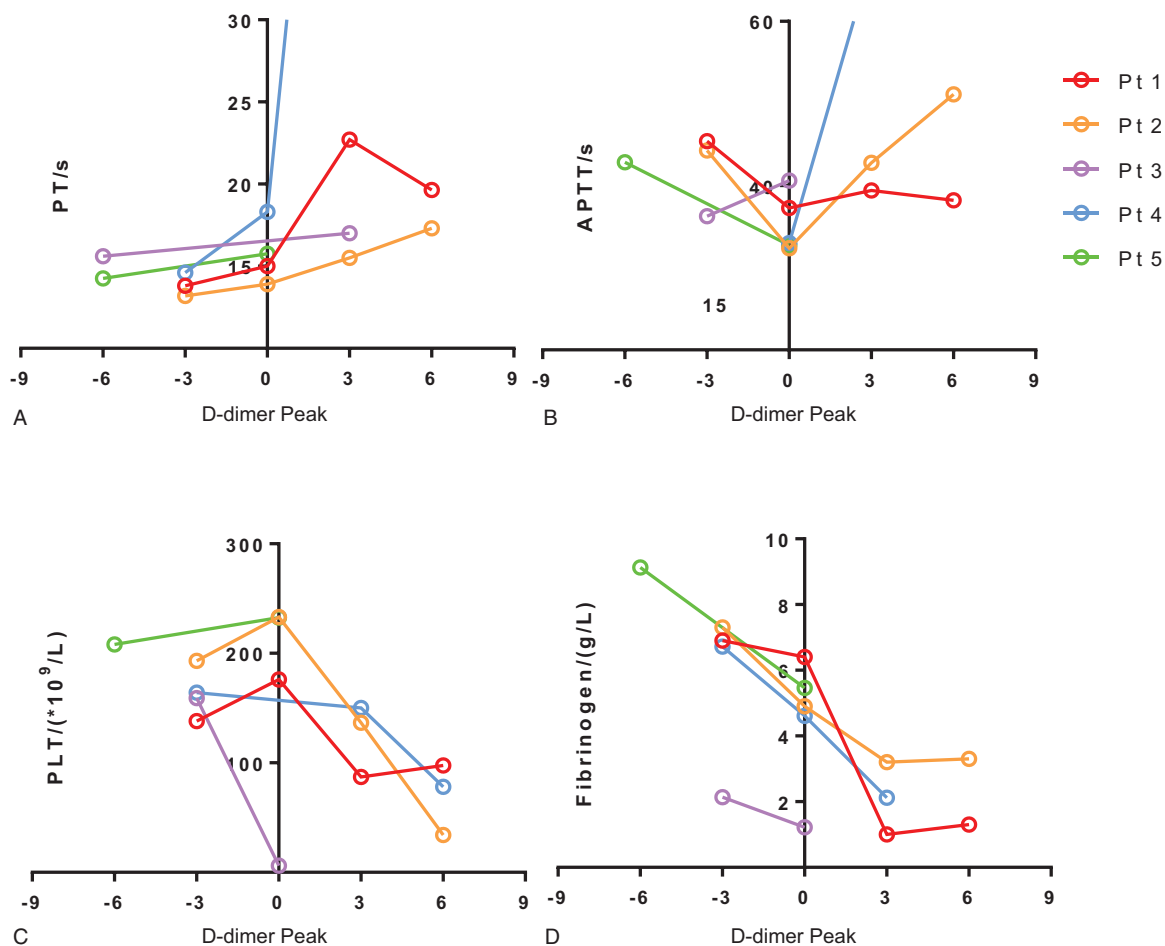 30
25
20
15
PT/s
-9 -6 -3 0 3 6 9
D-dimer Peak
A
60
40
15
APTT/s
-9 -6 -3 0 3 6 9
D-dimer Peak
B
Pt 1
Pt 2
Pt 3
Pt 4
Pt 5
300
200
100
PLT/(*10^9/L)
-9 -6 -3 0 3 6 9
D-dimer Peak
C
10
8
6
4
2
Fibrinogen/(g/L)
-9 -6 -3 0 3 6 9
D-dimer Peak
D